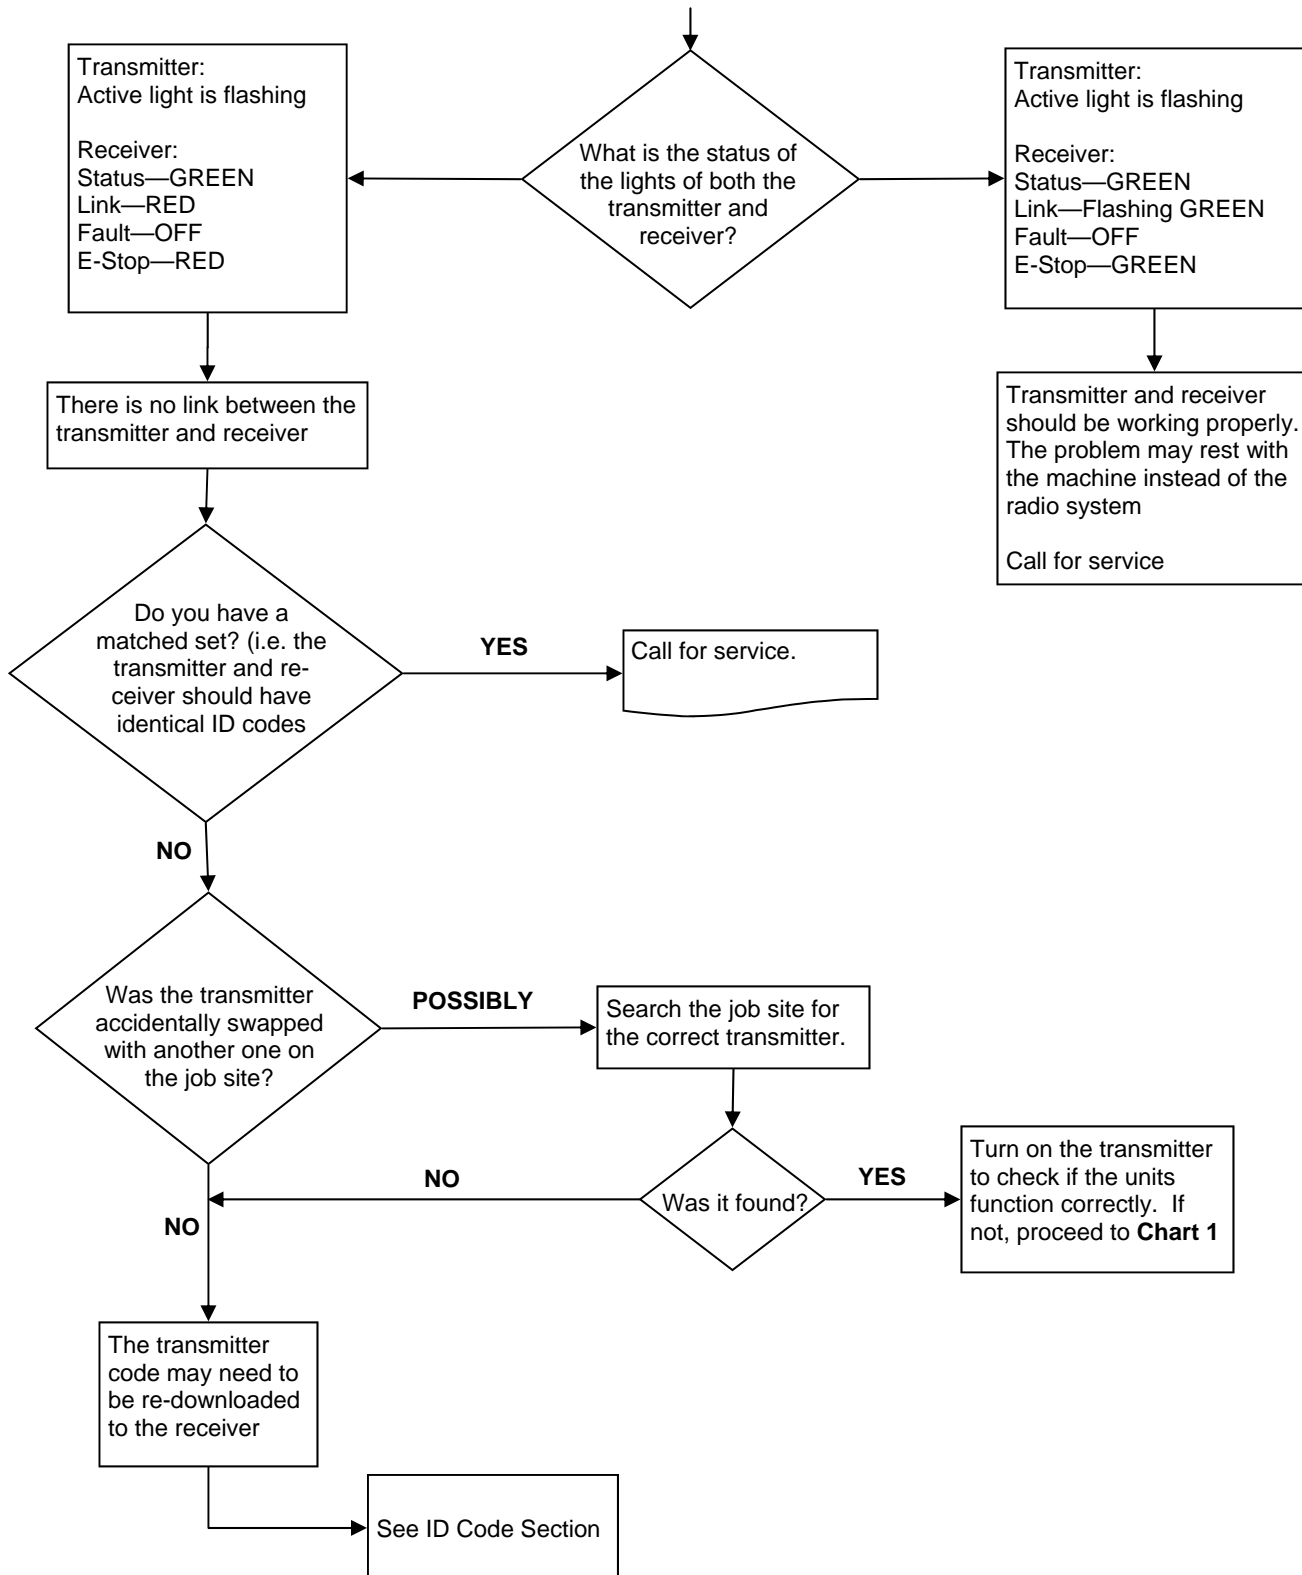 Transmitter:
Active light is flashing
Receiver:
Status—GREEN
Link—RED
Fault—OFF
E-Stop—RED
What is the status of
the lights of both the
transmitter and
receiver?
Transmitter:
Active light is flashing
Receiver:
Status—GREEN
Link—Flashing GREEN
Fault—OFF
E-Stop—GREEN
There is no link between the
transmitter and receiver
Transmitter and receiver
should be working properly.
The problem may rest with
the machine instead of the
radio system
Call for service
Do you have a
matched set? (i.e. the
transmitter and re-
ceiver should have
identical ID codes
YES
Call for service.
NO
Was the transmitter
accidentally swapped
with another one on
the job site?
POSSIBLY
Search the job site for
the correct transmitter.
Was it found?
NO
YES
Turn on the transmitter
to check if the units
function correctly.  If
not, proceed to Chart 1
NO
The transmitter
code may need to
be re-downloaded
to the receiver
See ID Code Section